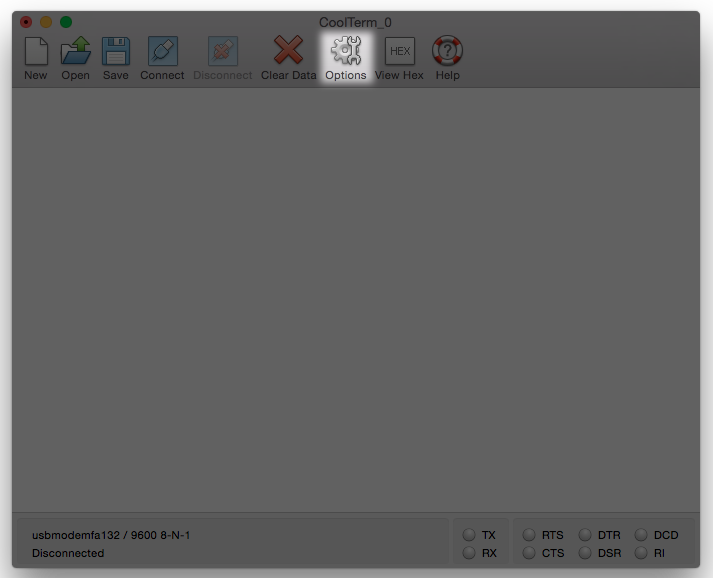 CoolTerm_0
New Open Save Connect Disconnect Clear Data Options View Hex Help
HEX
?
usbmodemfa132 / 9600 8-N-1
Disconnected
TX
RX
RTS DTR DCD
CTS DSR RI